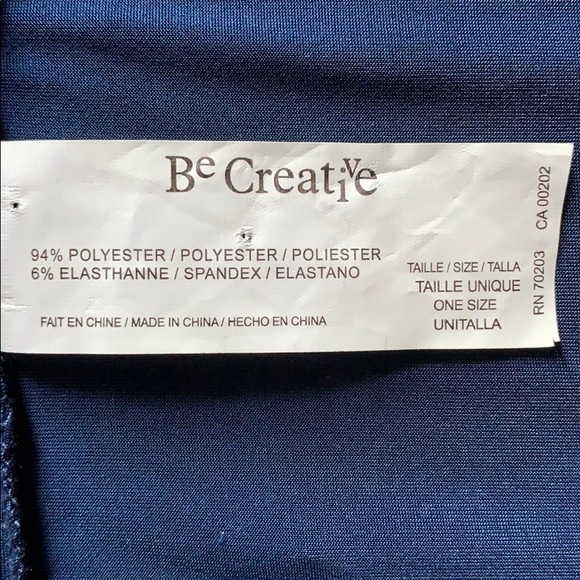 Be Creative
94% POLYESTER / POLYESTER / POLIESTER
6% ELASTHANNE / SPANDEX / ELASTANO
FAIT EN CHINE / MADE IN CHINA / HECHO EN CHINA
TAILLE / SIZE / TALLA
TAILLE UNIQUE
ONE SIZE
UNITALLA
RN 70203 CA 00202